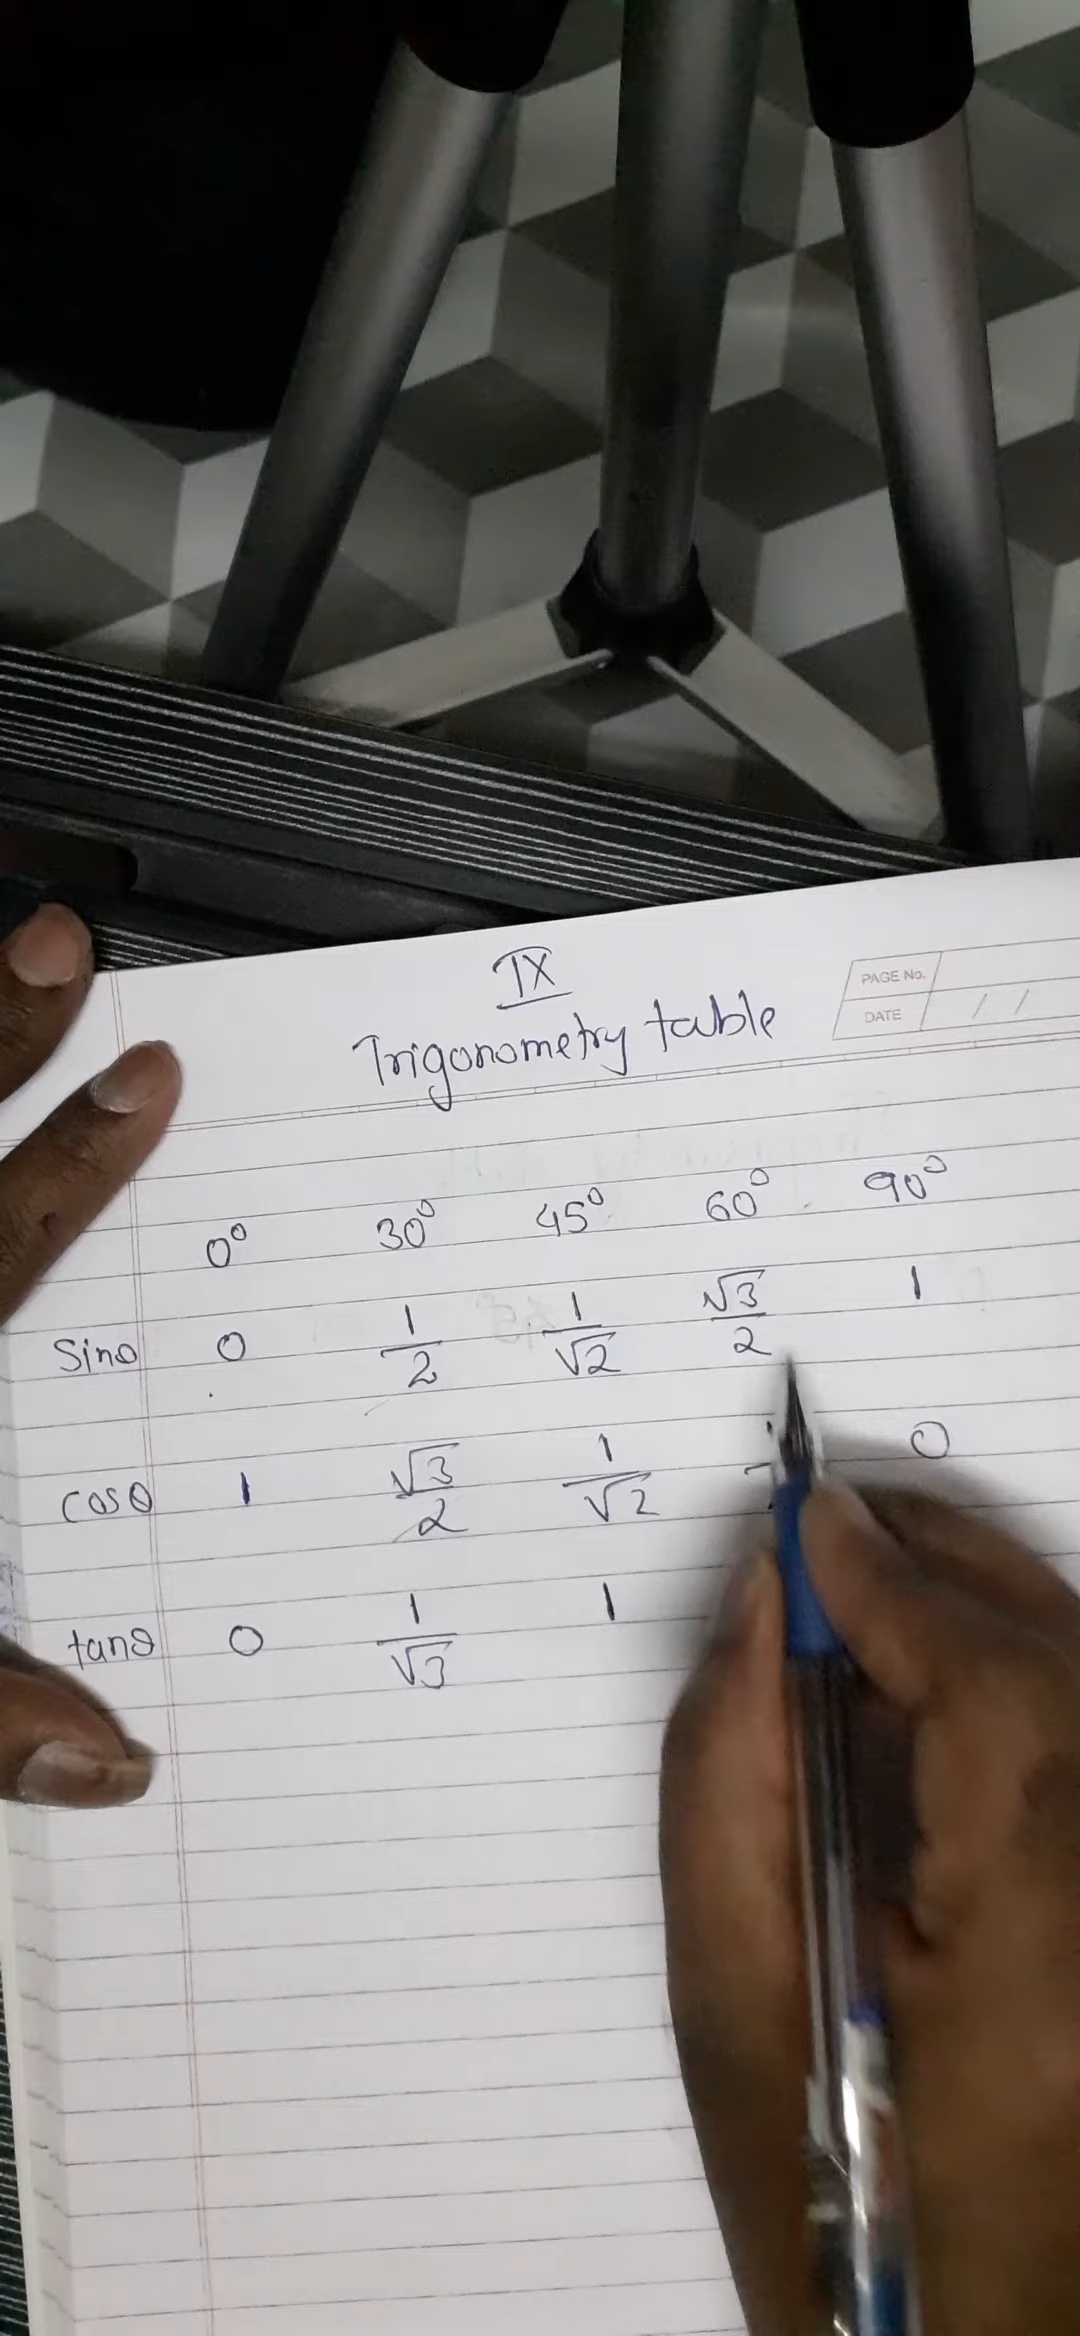 IX
Trigonometry table
PAGE No.
DATE / /
0° 30° 45° 60° 90°
Sinθ 0 1/2 1/√2 √3/2 1
cosθ 1 √3/2 1/√2 0
tanθ 0 1/√3 1